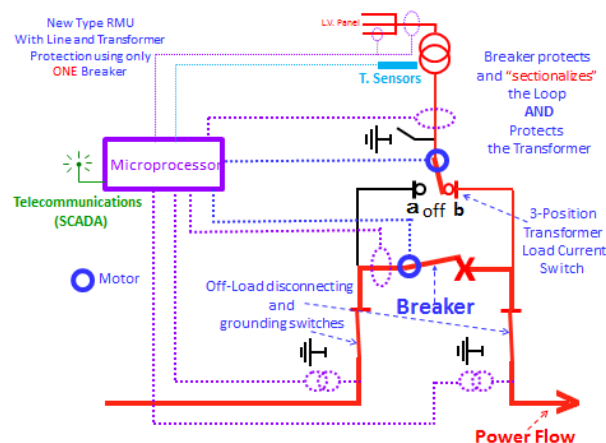 New Type RMU
With Line and Transformer
Protection using only
ONE Breaker
L.V. Panel
T. Sensors
Breaker protects
and “sectionalizes”
the Loop
AND
Protects
the Transformer
Microprocessor
Telecommunications
(SCADA)
a off b
3-Position
Transformer
Load Current
Switch
Motor
Off-Load disconnecting
and
grounding switches
Breaker
Power Flow